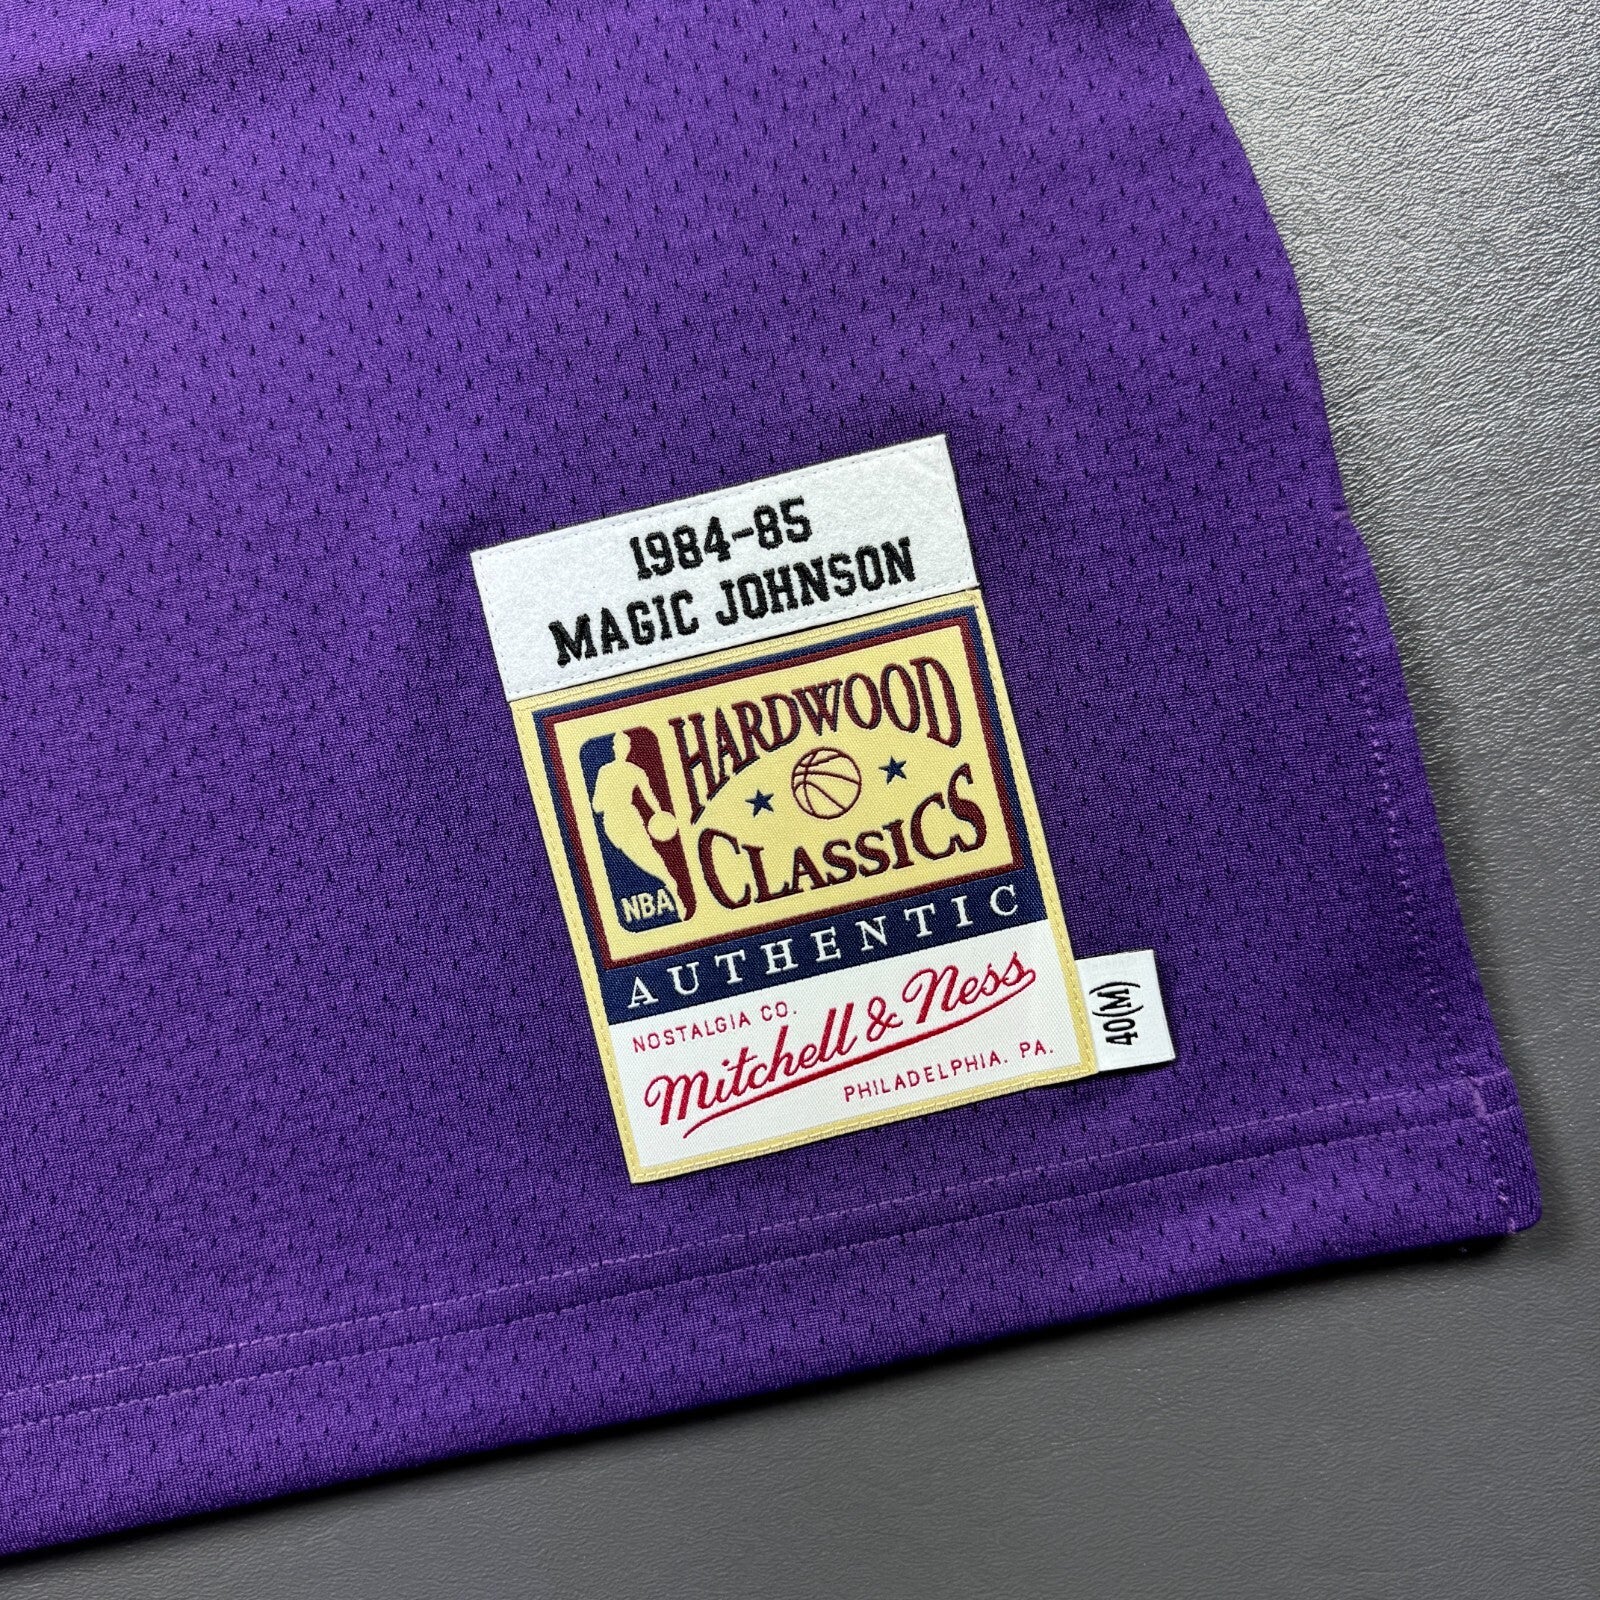 1984-85
MAGIC JOHNSON
HARDWOOD
CLASSICS
NBA
AUTHENTIC
NOSTALGIA CO.
Mitchell & Ness
PHILADELPHIA. PA.
40(M)